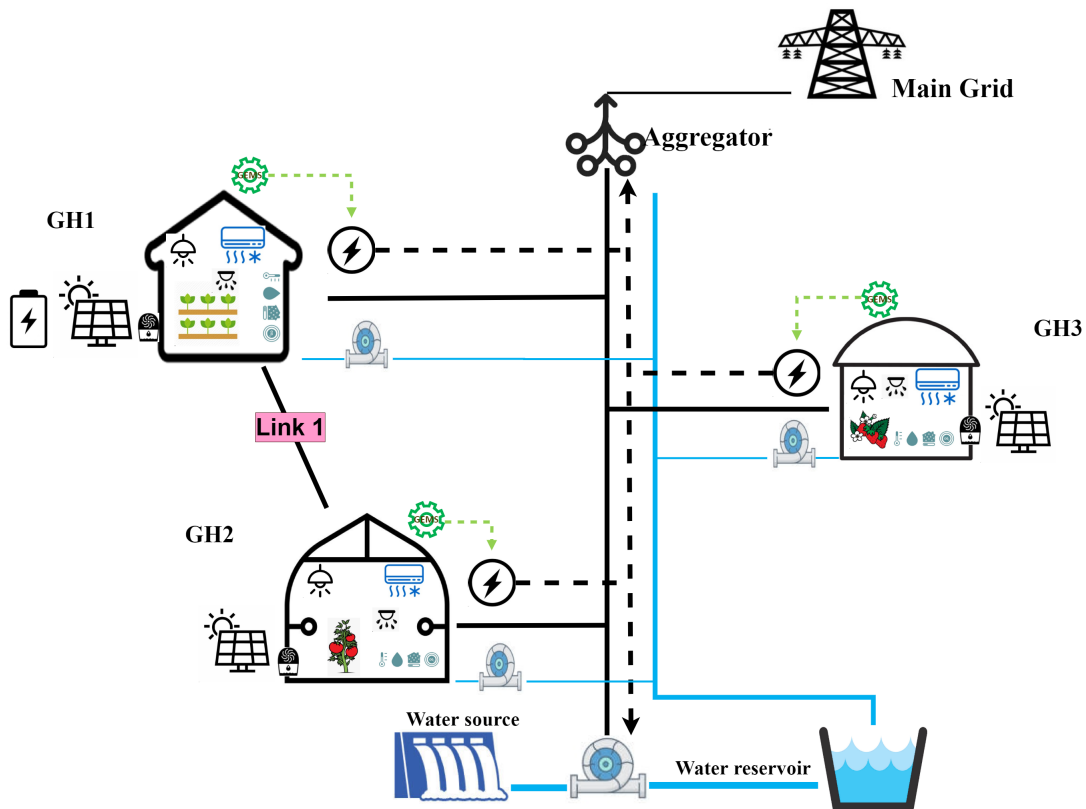 Main Grid
Aggregator
GEMS
GH1
GEMS
GH3
Link 1
GEMS
GH2
Water source
Water reservoir